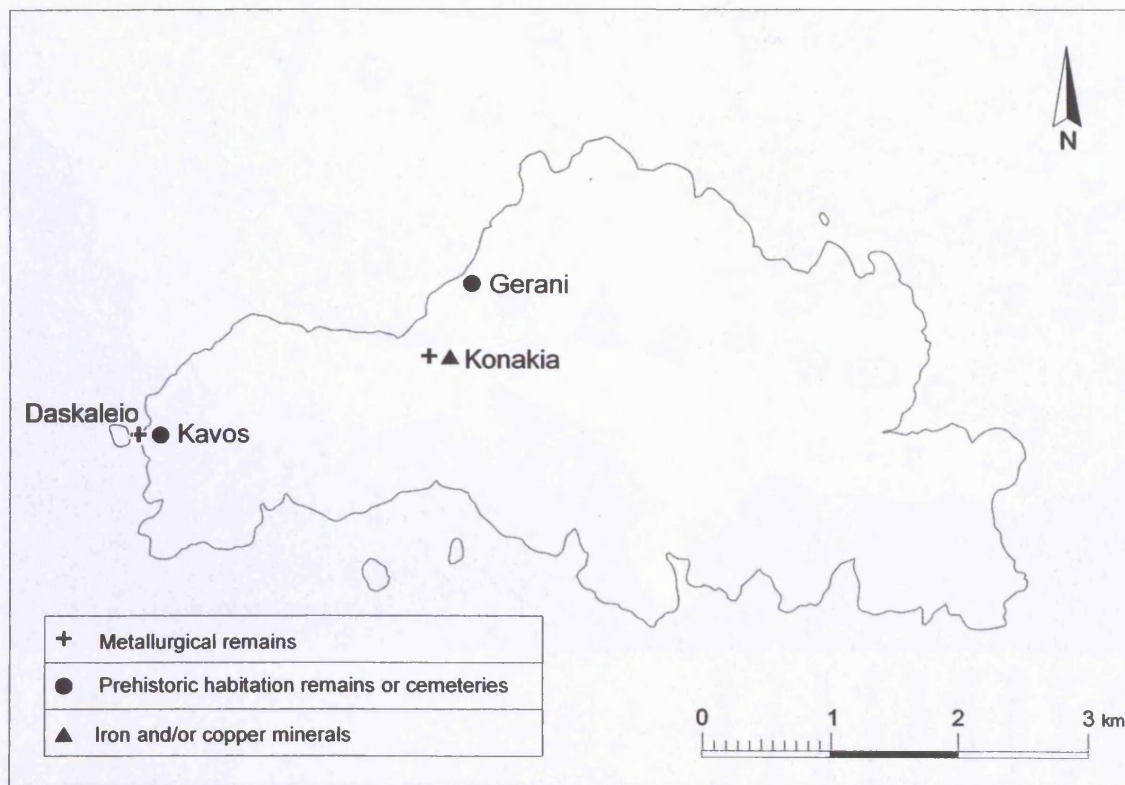 N
Gerani
Konakia
Daskaleio
Kavos
Metallurgical remains
Prehistoric habitation remains or cemeteries
Iron and/or copper minerals
0 1 2 3 km